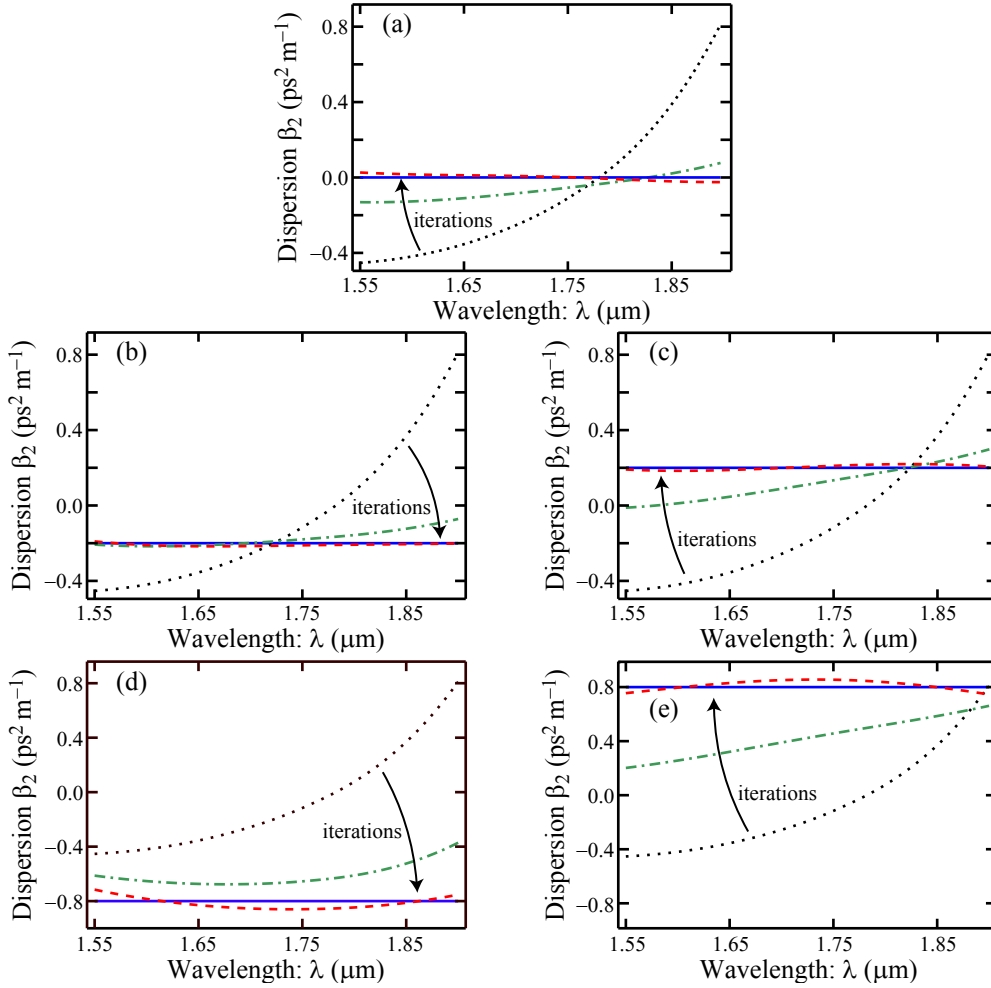 (a)
Dispersion β₂ (ps² m⁻¹)
0.8
0.4
0.0
−0.4
iterations
1.55
1.65
1.75
1.85
Wavelength: λ (μm)
(b)
Dispersion β₂ (ps² m⁻¹)
0.8
0.4
0.0
−0.4
iterations
1.55
1.65
1.75
1.85
Wavelength: λ (μm)
(c)
Dispersion β₂ (ps² m⁻¹)
0.8
0.4
0.0
−0.4
iterations
1.55
1.65
1.75
1.85
Wavelength: λ (μm)
(d)
Dispersion β₂ (ps² m⁻¹)
0.8
0.4
0.0
−0.4
−0.8
iterations
1.55
1.65
1.75
1.85
Wavelength: λ (μm)
(e)
Dispersion β₂ (ps² m⁻¹)
0.8
0.4
0.0
−0.4
−0.8
iterations
1.55
1.65
1.75
1.85
Wavelength: λ (μm)